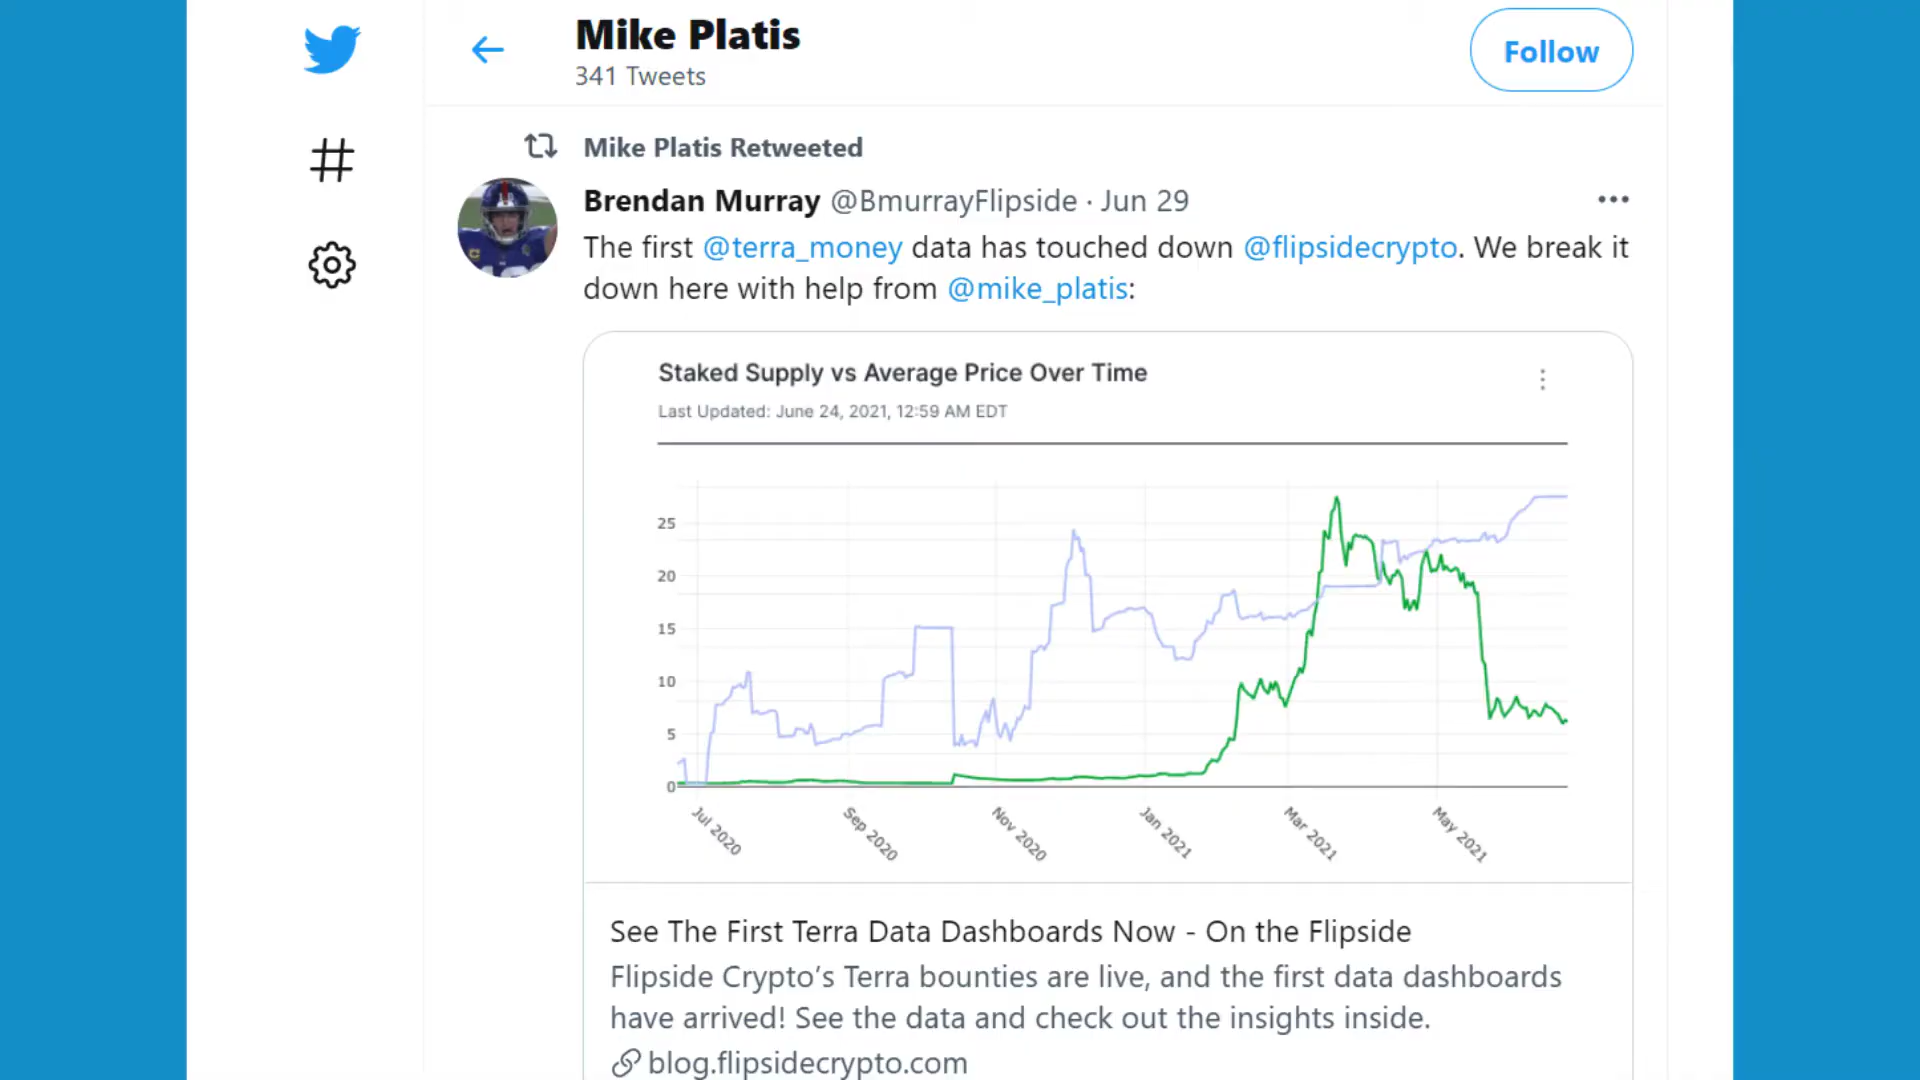 Mike Platis
341 Tweets
Follow
Mike Platis Retweeted
Brendan Murray @BmurrayFlipside · Jun 29
The first @terra_money data has touched down @flipsidecrypto. We break it
down here with help from @mike_platis:
Staked Supply vs Average Price Over Time
Last Updated: June 24, 2021, 12:59 AM EDT
25
20
15
10
5
0
Jul 2020
Sep 2020
Nov 2020
Jan 2021
Mar 2021
May 2021
See The First Terra Data Dashboards Now - On the Flipside
Flipside Crypto’s Terra bounties are live, and the first data dashboards
have arrived! See the data and check out the insights inside.
blog.flipsidecrypto.com